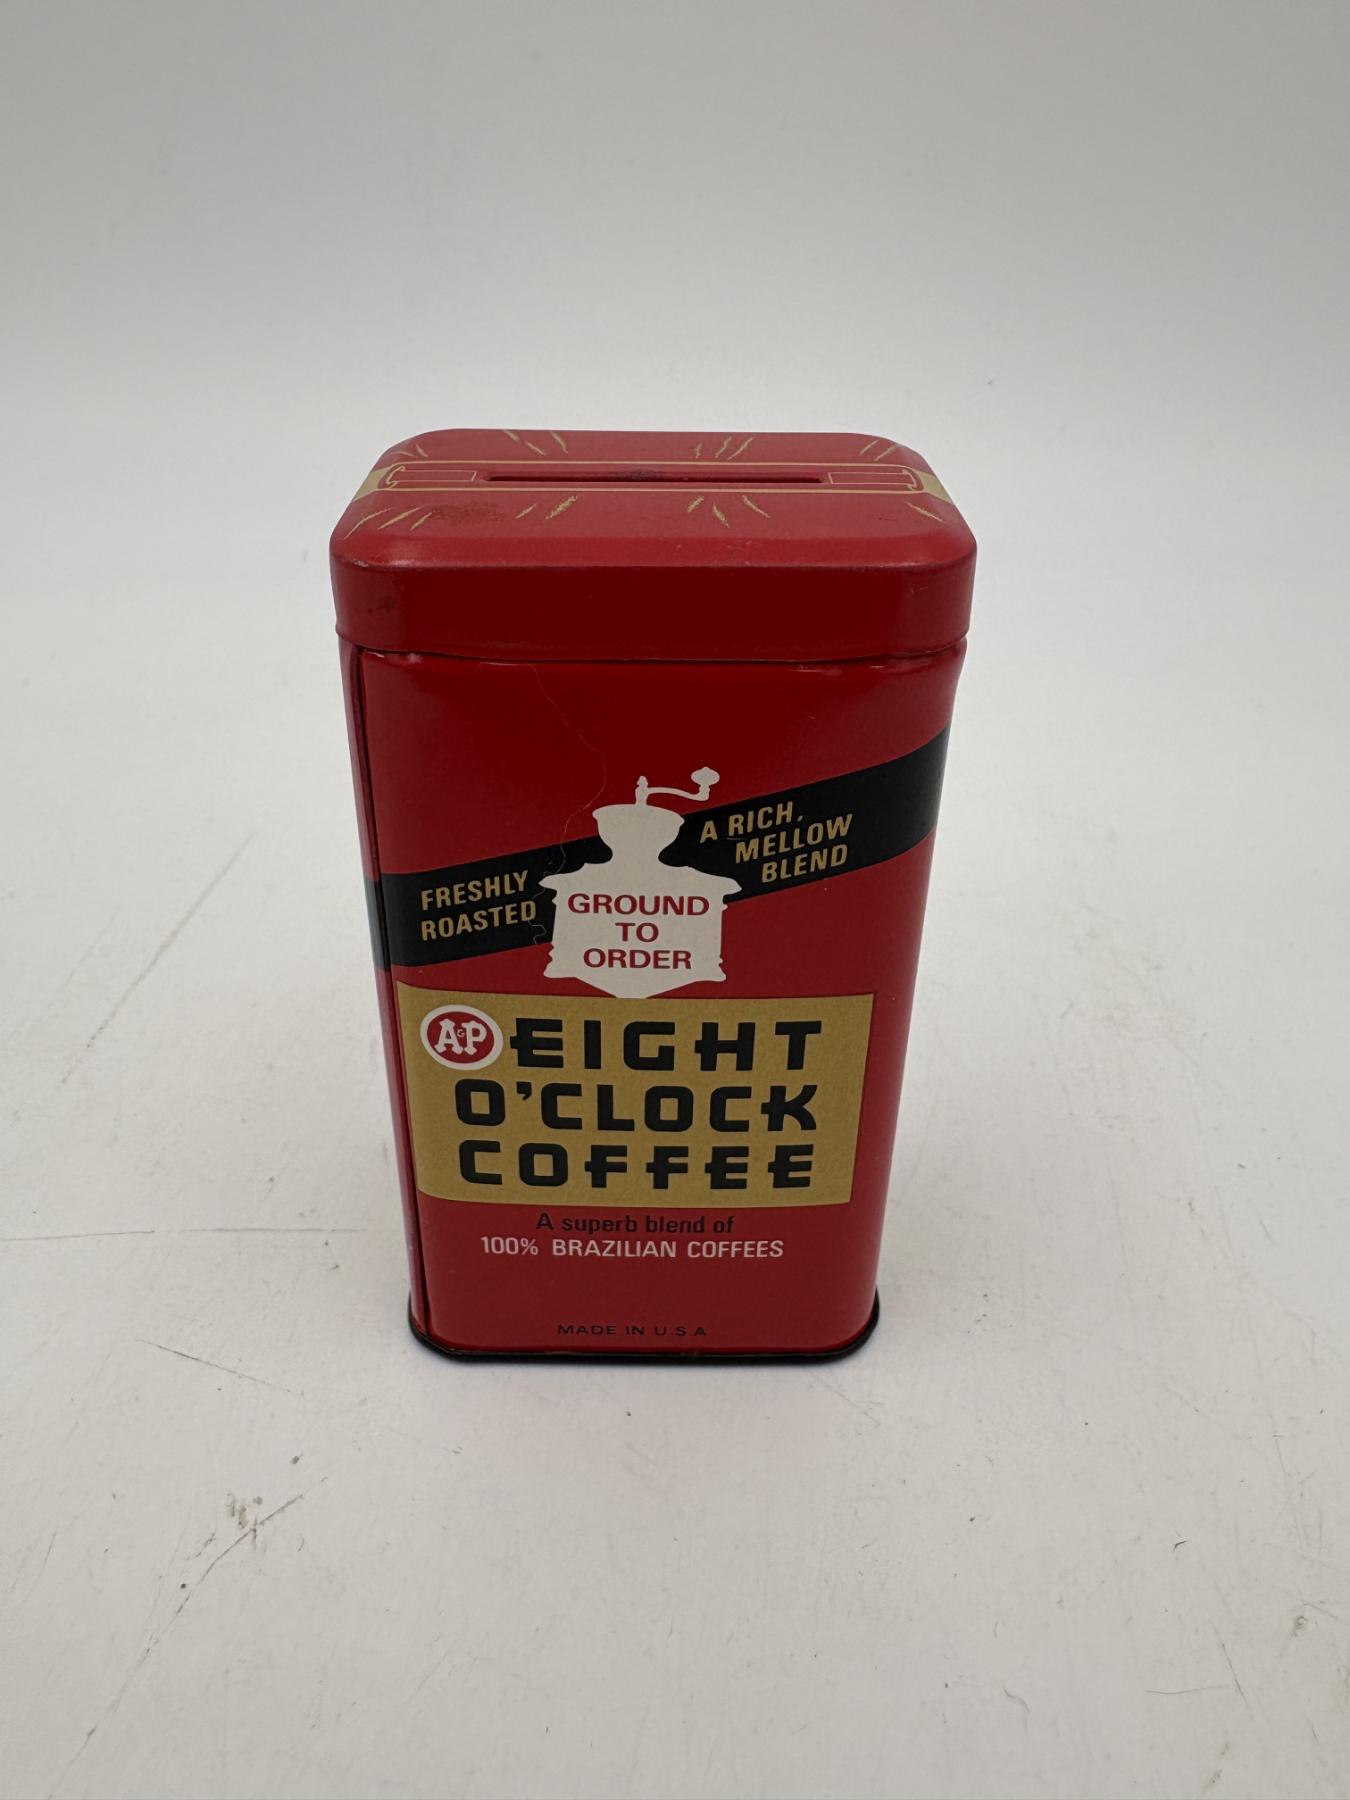 A RICH,
MELLOW
BLEND
FRESHLY
ROASTED
GROUND
TO
ORDER
A&P EIGHT
O'CLOCK
COFFEE
A superb blend of
100% BRAZILIAN COFFEES
MADE IN U.S.A